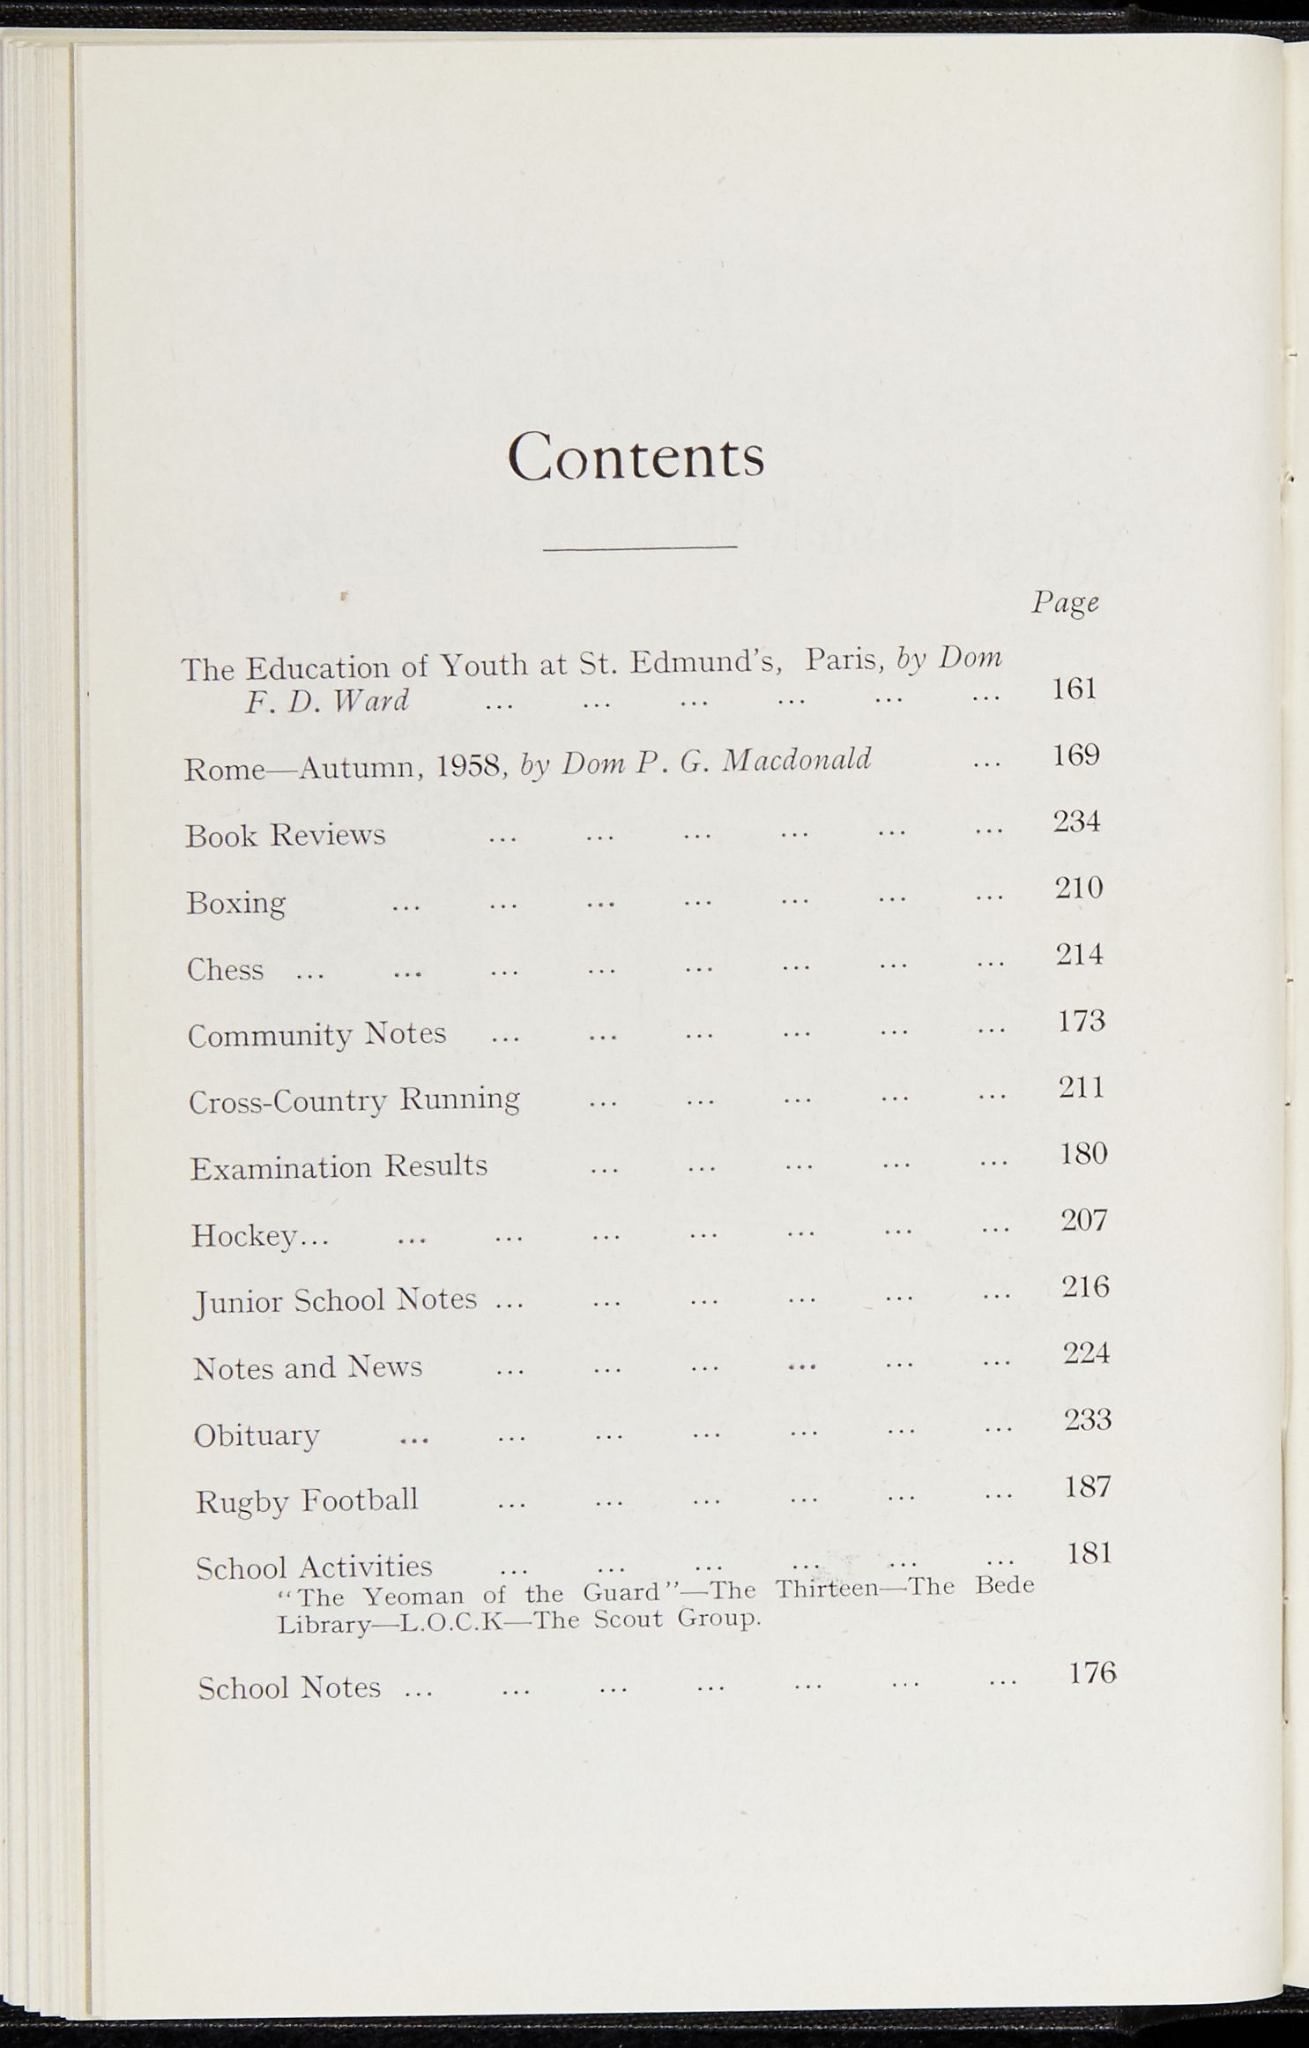 Contents
Page
The Education of Youth at St. Edmund's, Paris, by Dom
F. D. Ward ... ... ... ... ... ... 161
Rome—Autumn, 1958, by Dom P. G. Macdonald ... 169
Book Reviews ... ... ... ... ... ... 234
Boxing ... ... ... ... ... ... ... 210
Chess ... ... ... ... ... ... ... ... 214
Community Notes ... ... ... ... ... ... 173
Cross-Country Running ... ... ... ... ... 211
Examination Results ... ... ... ... ... 180
Hockey... ... ... ... ... ... ... ... 207
Junior School Notes ... ... ... ... ... ... 216
Notes and News ... ... ... ... ... ... 224
Obituary ... ... ... ... ... ... ... 233
Rugby Football ... ... ... ... ... ... 187
School Activities ... ... ... ... ... ... 181
"The Yeoman of the Guard"—The Thirteen—The Bede
Library—L.O.C.K—The Scout Group.
School Notes ... ... ... ... ... ... ... 176